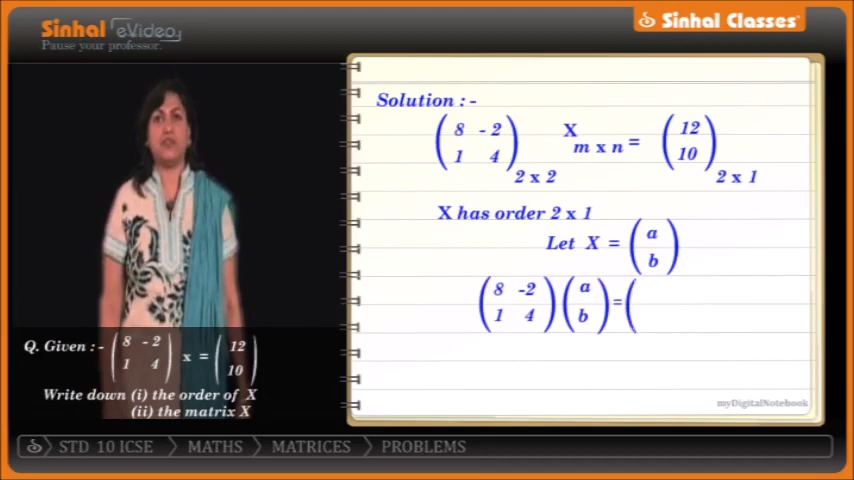 Sinhal eVideo
Pause your professor.
Sinhal Classes
Solution :-
( 8 - 2 ) X m x n = ( 12 )
( 1 4 ) ( 10 )
2 x 2 2 x 1
X has order 2 x 1
Let X = ( a )
( b )
( 8 -2 ) ( a ) = (
( 1 4 ) ( b )
myDigitalNotebook
Q. Given :- ( 8 - 2 ) x = ( 12 )
( 1 4 ) ( 10 )
Write down (i) the order of X
(ii) the matrix X
STD 10 ICSE MATHS MATRICES PROBLEMS